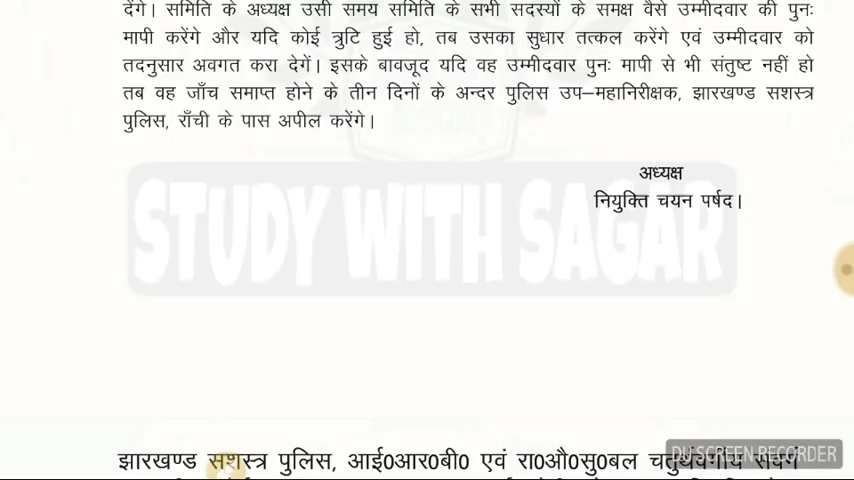 देंगे। समिति के अध्यक्ष उसी समय समिति के सभी सदस्यों के समक्ष वैसे उम्मीदवार की पुनः
मापी करेंगे और यदि कोई त्रुटि हुई हो, तब उसका सुधार तत्कल करेंगे एवं उम्मीदवार को
तदनुसार अवगत करा देगें। इसके बावजूद यदि वह उम्मीदवार पुनः मापी से भी संतुष्ट नहीं हो
तब वह जाँच समाप्त होने के तीन दिनों के अन्दर पुलिस उप–महानिरीक्षक, झारखण्ड सशस्त्र
पुलिस, राँची के पास अपील करेंगे।
अध्यक्ष
नियुक्ति चयन पर्षद।
STUDY WITH SAGAR
झारखण्ड सशस्त्र पुलिस, आई0आर0बी0 एवं रा0औ0सु0बल चतुर्थवर्गीय संवर्ग
DU SCREEN RECORDER